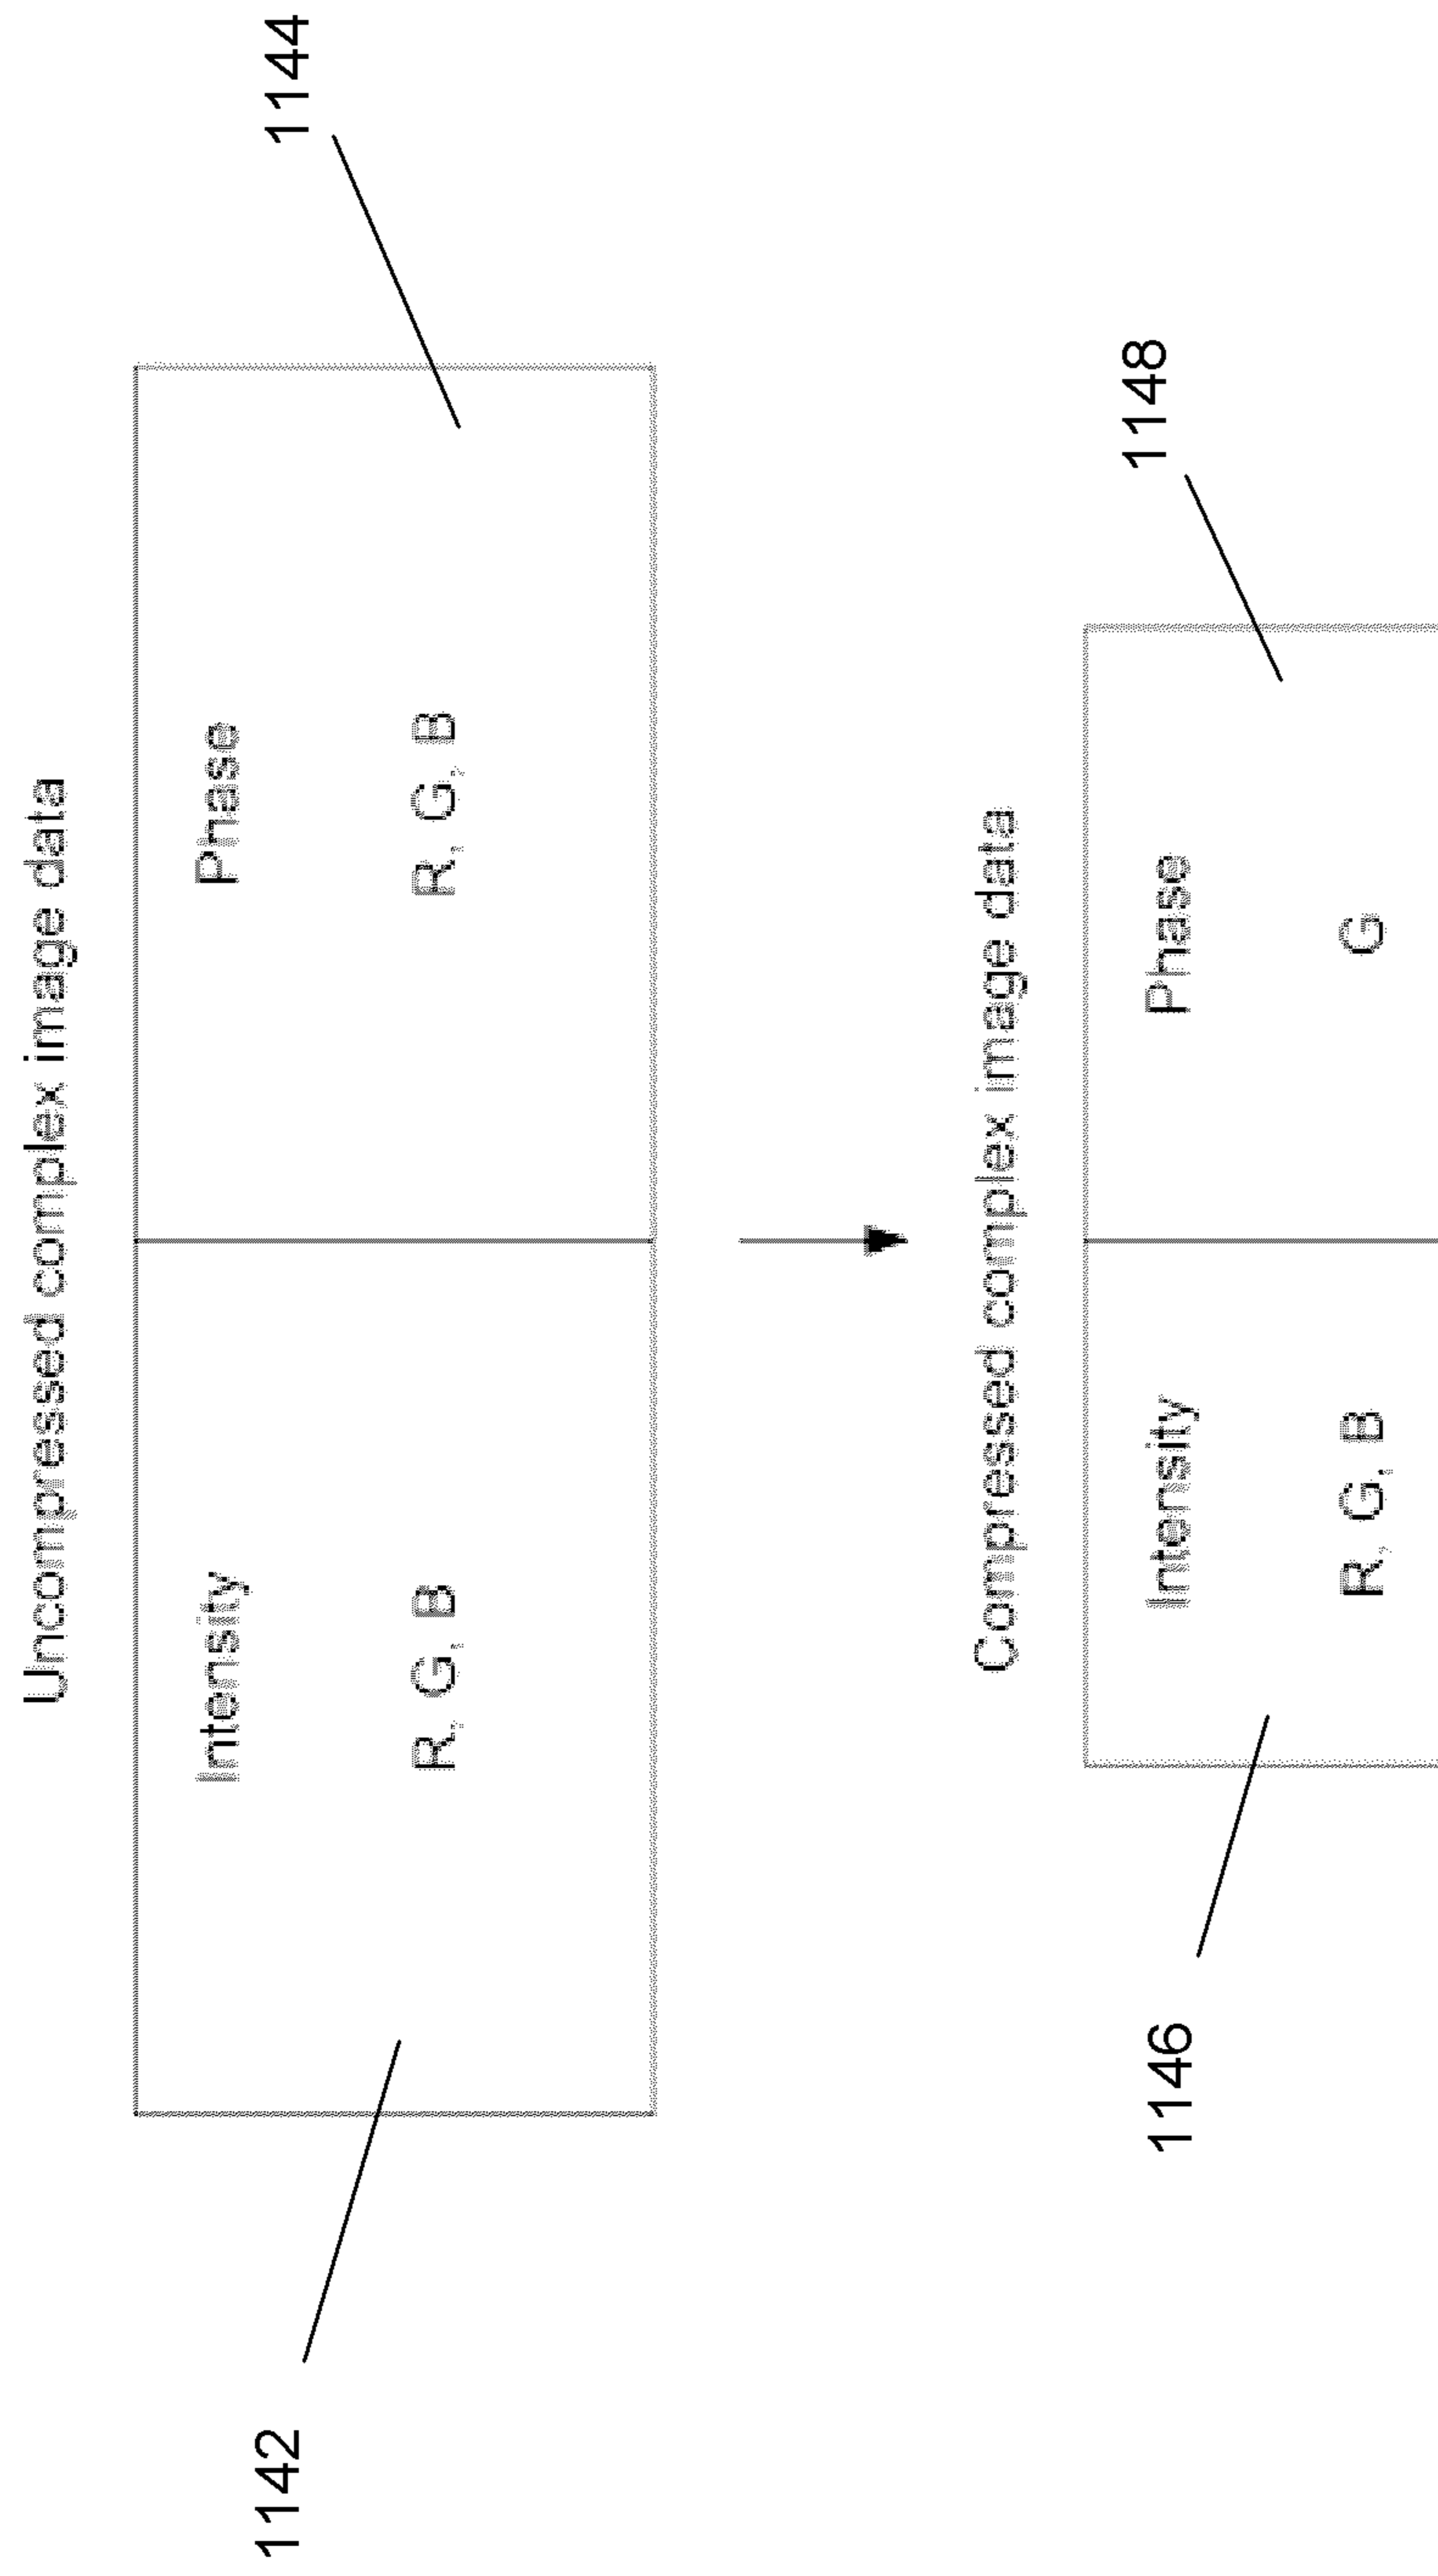 Uncompressed complex image data
1144
Intensity
Phase
R, G, B
R, G, B
1142
Compressed complex image data
1148
Intensity
Phase
R, G, B
G
1146